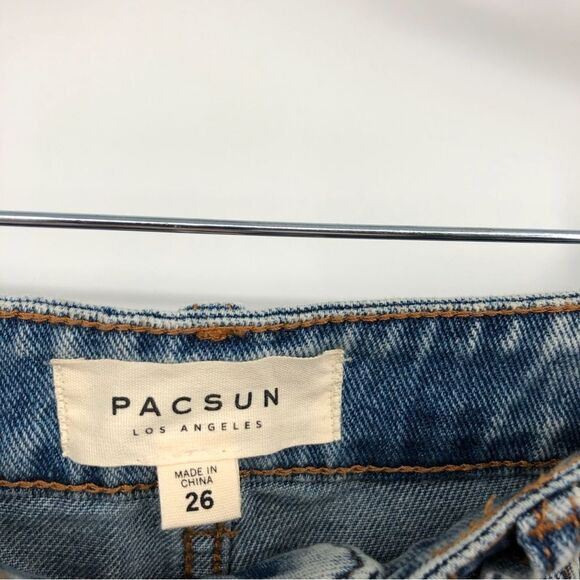 PACSUN
LOS ANGELES
MADE IN
CHINA
26